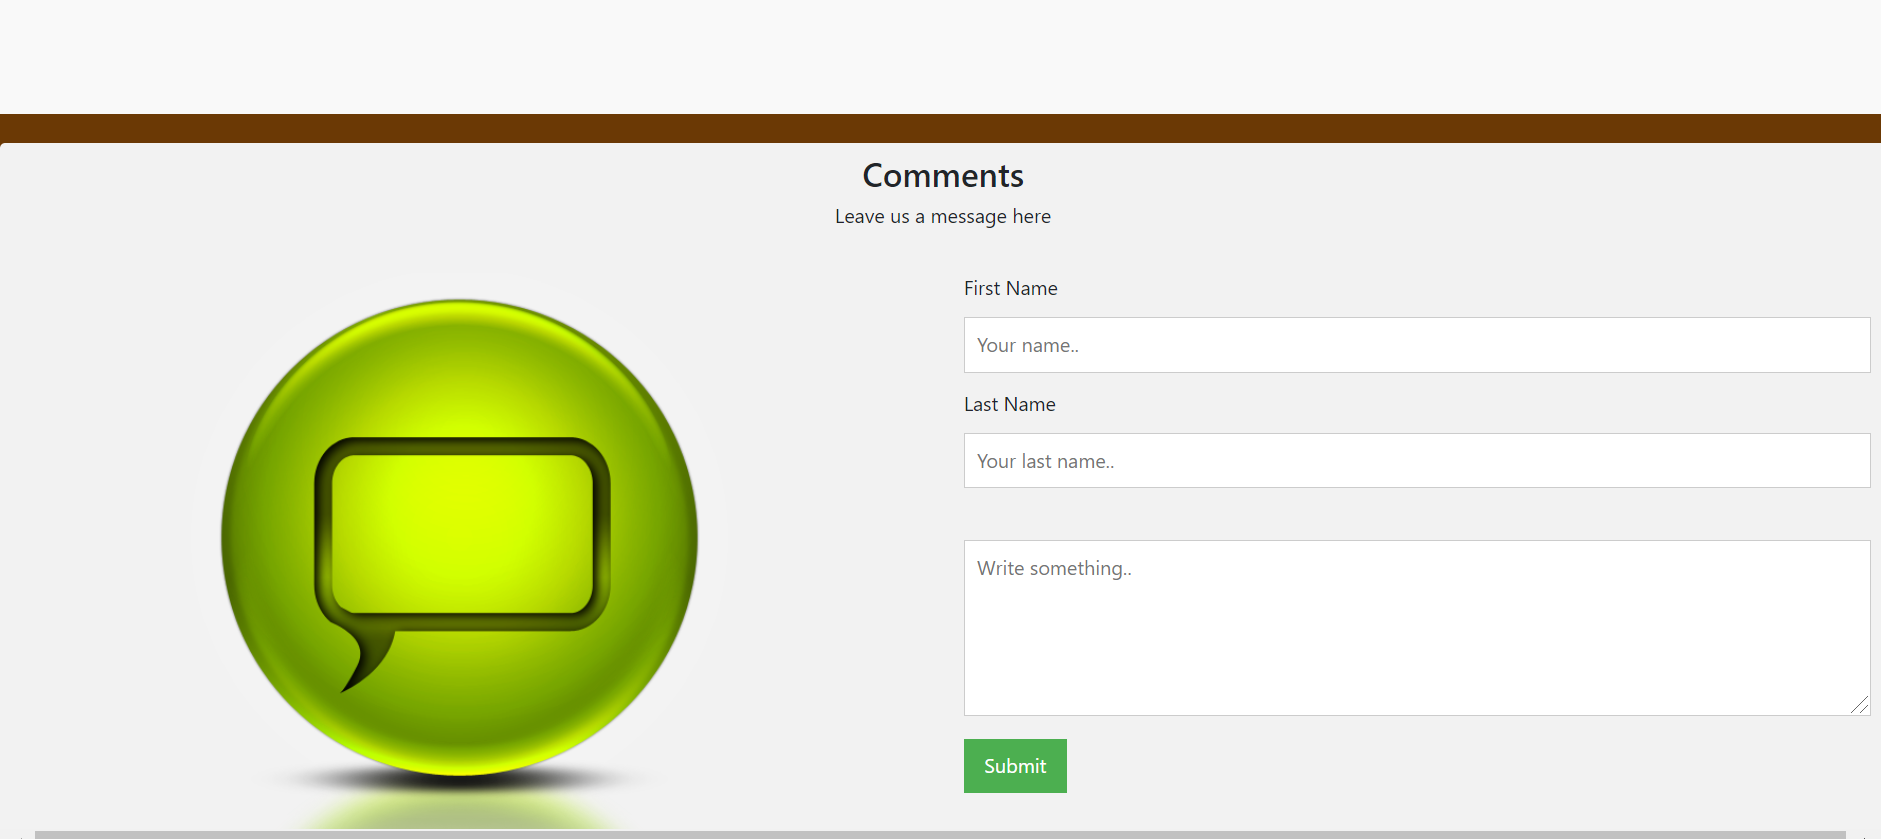 Comments
Leave us a message here
First Name
Your name..
Last Name
Your last name..
Write something..
Submit